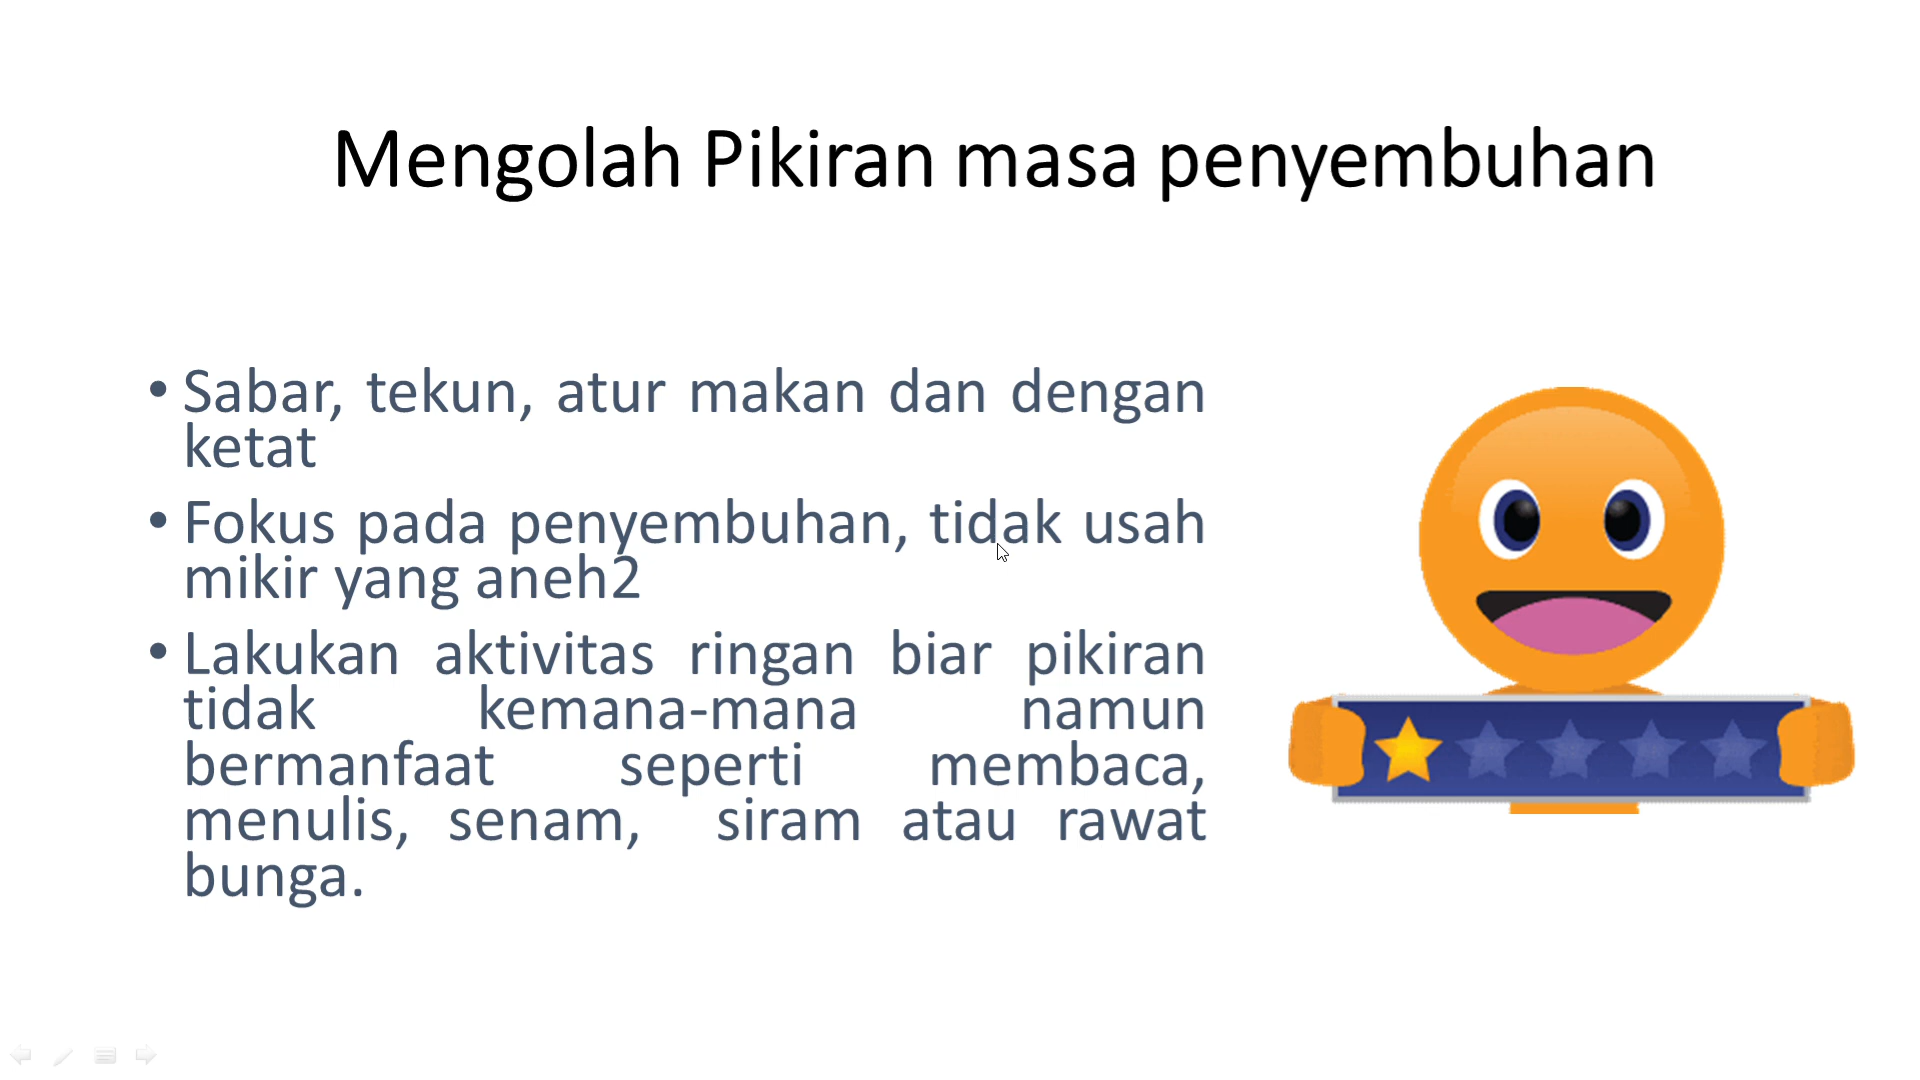 Mengolah Pikiran masa penyembuhan
• Sabar, tekun, atur makan dan dengan
ketat
• Fokus pada penyembuhan, tidak usah
mikir yang aneh2
• Lakukan aktivitas ringan biar pikiran
tidak kemana-mana namun
bermanfaat seperti membaca,
menulis, senam, siram atau rawat
bunga.